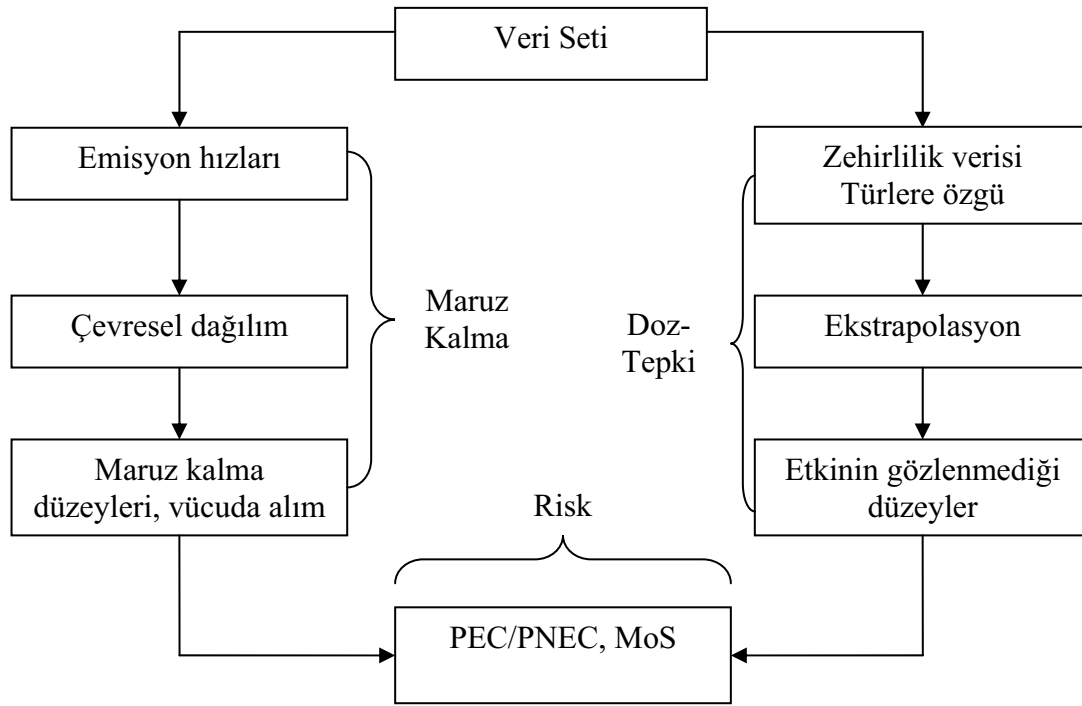 Veri Seti
Emisyon hızları
Çevresel dağılım
Maruz kalma
düzeyleri, vücuda alım
Maruz
Kalma
Zehirlilik verisi
Türlere özgü
Ekstrapolasyon
Etkinin gözlenmediği
düzeyler
Doz-
Tepki
Risk
PEC/PNEC, MoS